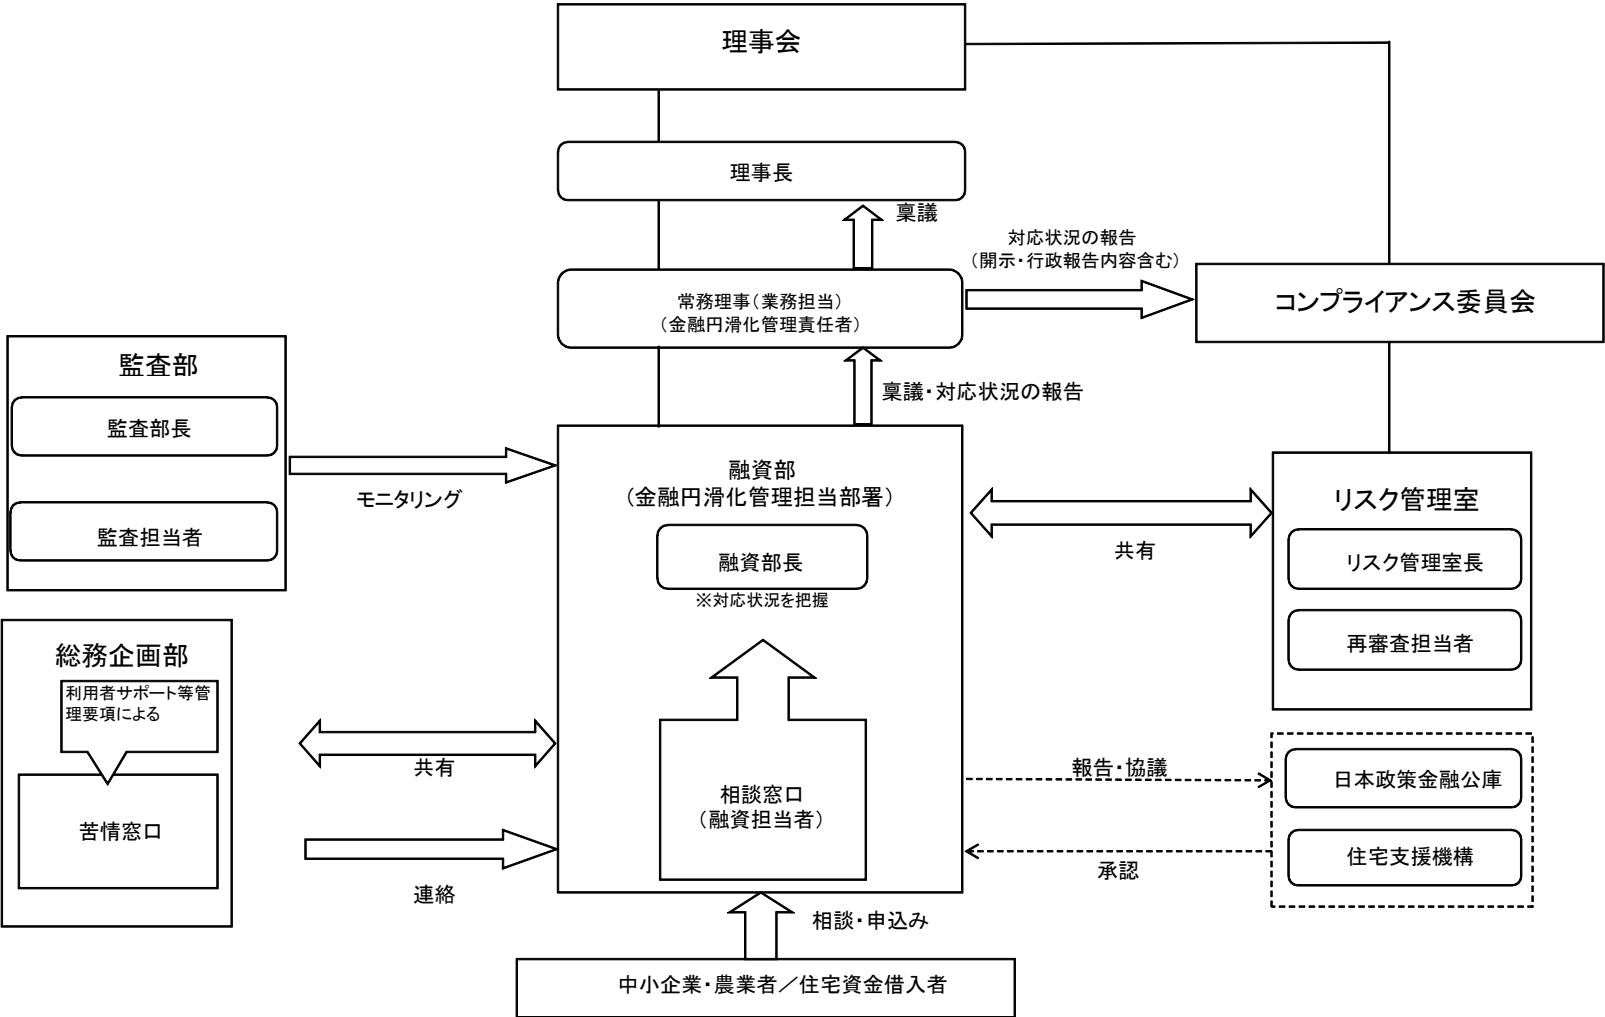 理事会
理事長
稟議
対応状況の報告
（開示・行政報告内容含む）
常務理事（業務担当）
（金融円滑化管理責任者）
コンプライアンス委員会
稟議・対応状況の報告
監査部
監査部長
監査担当者
モニタリング
融資部
（金融円滑化管理担当部署）
融資部長
※対応状況を把握
共有
リスク管理室
リスク管理室長
再審査担当者
総務企画部
利用者サポート等管
理要項による
苦情窓口
共有
連絡
相談窓口
（融資担当者）
報告・協議
承認
日本政策金融公庫
住宅支援機構
相談・申込み
中小企業・農業者／住宅資金借入者